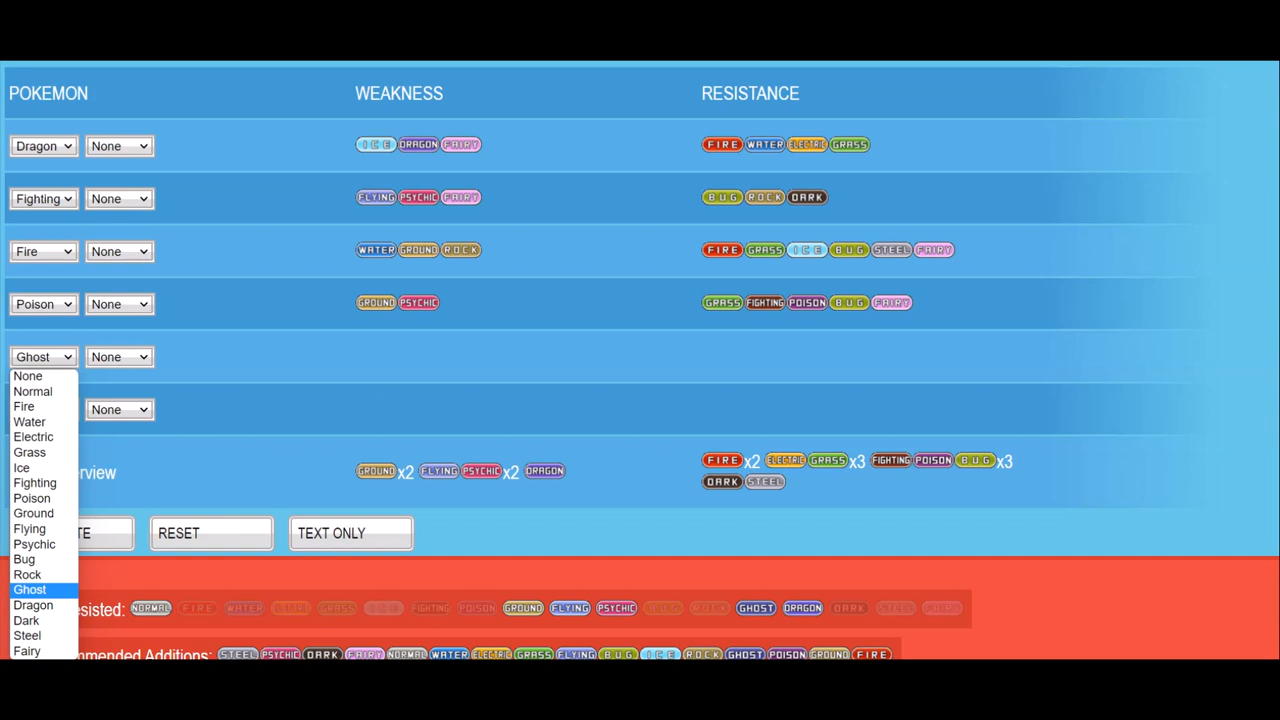 POKEMON WEAKNESS RESISTANCE
Dragon None ICE DRAGON FAIRY FIRE WATER ELECTRIC GRASS
Fighting None FLYING PSYCHIC FAIRY BUG ROCK DARK
Fire None WATER GROUND ROCK FIRE GRASS ICE BUG STEEL FAIRY
Poison None GROUND PSYCHIC GRASS FIGHTING POISON BUG FAIRY
Ghost None
None
Normal
Fire
None
Water
Electric
Grass
Ice
erview GROUND x2 FLYING PSYCHIC x2 DRAGON FIRE x2 ELECTRIC GRASS x3 FIGHTING POISON BUG x3
DARK STEEL
Fighting
Poison
Ground
Flying
TE RESET TEXT ONLY
Psychic
Bug
Rock
Ghost
Dragon
esisted: NORMAL FIRE WATER ELECTRIC GRASS ICE FIGHTING POISON GROUND FLYING PSYCHIC BUG ROCK GHOST DRAGON DARK STEEL FAIRY
Dark
Steel
Fairy
mmended Additions: STEEL PSYCHIC DARK FAIRY NORMAL WATER ELECTRIC GRASS FLYING BUG ICE ROCK GHOST POISON GROUND FIRE